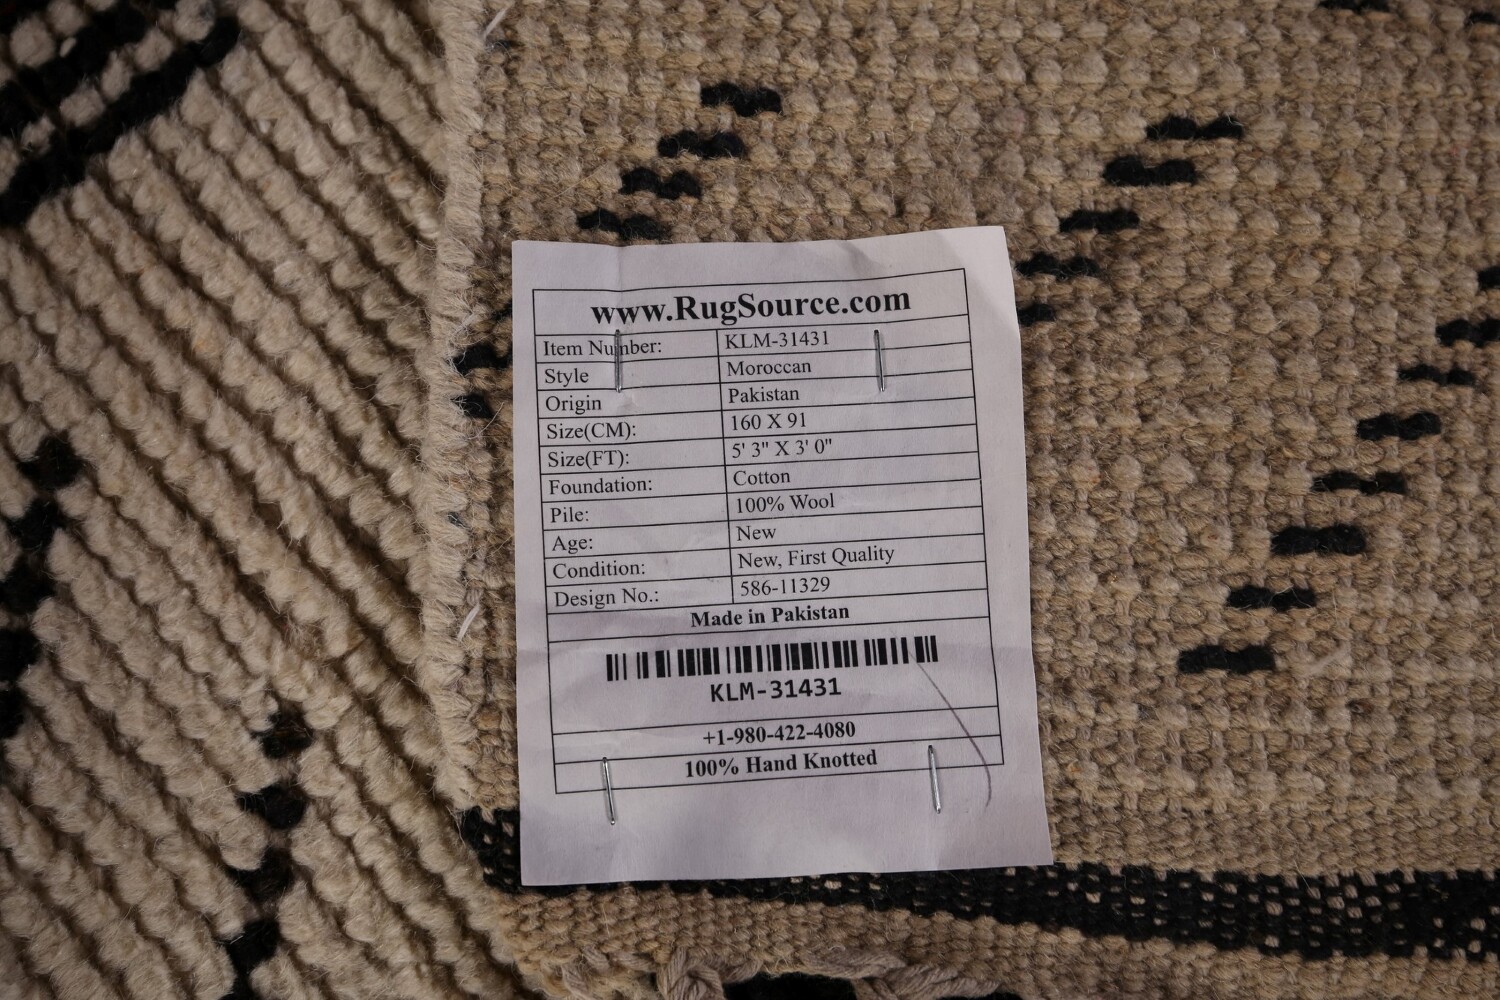 www.RugSource.com
Item Number: KLM-31431
Style Moroccan
Origin Pakistan
Size(CM): 160 X 91
Size(FT): 5' 3" X 3' 0"
Foundation: Cotton
Pile: 100% Wool
Age: New
Condition: New, First Quality
Design No.: 586-11329
Made in Pakistan
KLM-31431
+1-980-422-4080
100% Hand Knotted